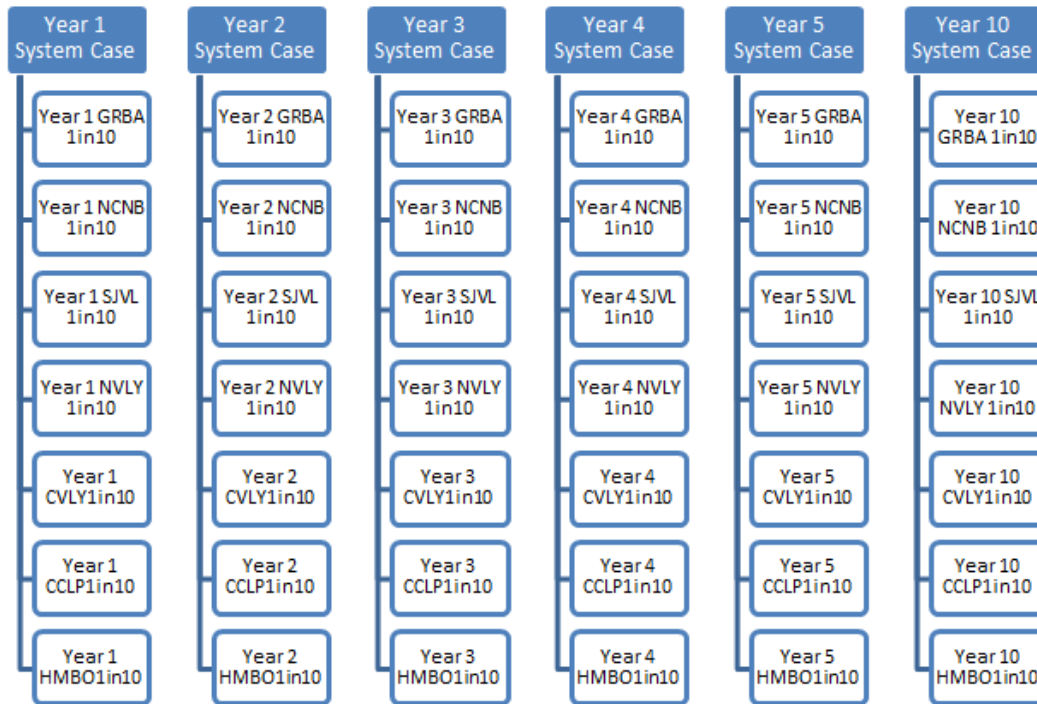 Year 1
System Case
Year 1 GRBA
1in10
Year 1 NCNB
1in10
Year 1 SJVL
1in10
Year 1 NVLY
1in10
Year 1
CVLY1in10
Year 1
CCLP1in10
Year 1
HMBO1in10
Year 2
System Case
Year 2 GRBA
1in10
Year 2 NCNB
1in10
Year 2 SJVL
1in10
Year 2 NVLY
1in10
Year 2
CVLY1in10
Year 2
CCLP1in10
Year 2
HMBO1in10
Year 3
System Case
Year 3 GRBA
1in10
Year 3 NCNB
1in10
Year 3 SJVL
1in10
Year 3 NVLY
1in10
Year 3
CVLY1in10
Year 3
CCLP1in10
Year 3
HMBO1in10
Year 4
System Case
Year 4 GRBA
1in10
Year 4 NCNB
1in10
Year 4 SJVL
1in10
Year 4 NVLY
1in10
Year 4
CVLY1in10
Year 4
CCLP1in10
Year 4
HMBO1in10
Year 5
System Case
Year 5 GRBA
1in10
Year 5 NCNB
1in10
Year 5 SJVL
1in10
Year 5 NVLY
1in10
Year 5
CVLY1in10
Year 5
CCLP1in10
Year 5
HMBO1in10
Year 10
System Case
Year 10
GRBA 1in10
Year 10
NCNB 1in10
Year 10 SJVL
1in10
Year 10
NVLY 1in10
Year 10
CVLY1in10
Year 10
CCLP1in10
Year 10
HMBO1in10